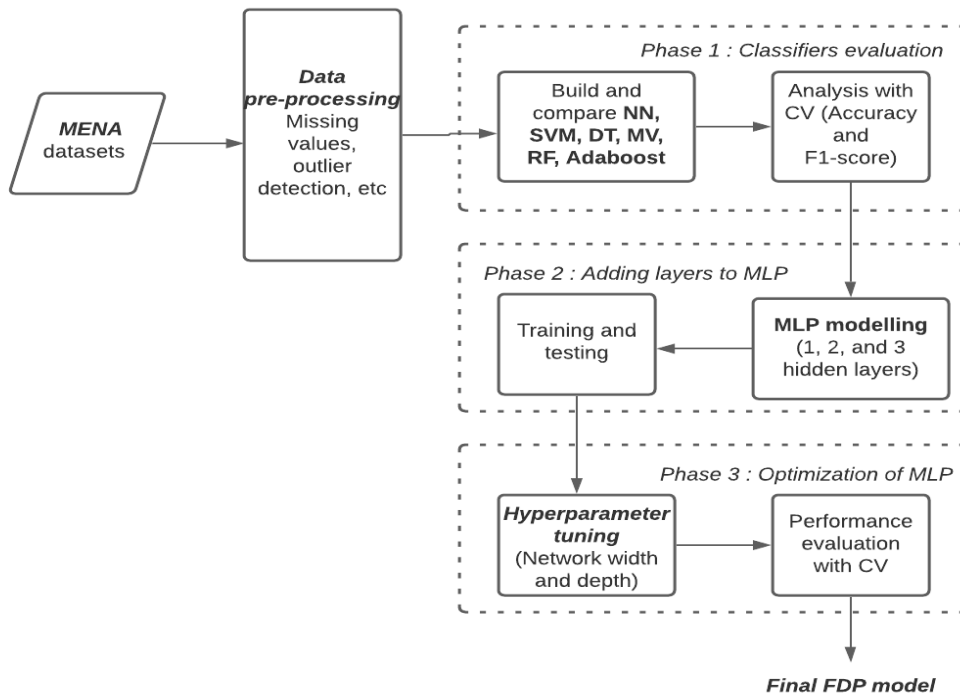 MENA
datasets
Data
pre-processing
Missing
values,
outlier
detection, etc
Phase 1 : Classifiers evaluation
Build and
compare NN,
SVM, DT, MV,
RF, Adaboost
Analysis with
CV (Accuracy
and
F1-score)
Phase 2 : Adding layers to MLP
MLP modelling
(1, 2, and 3
hidden layers)
Training and
testing
Phase 3 : Optimization of MLP
Hyperparameter
tuning
(Network width
and depth)
Performance
evaluation
with CV
Final FDP model